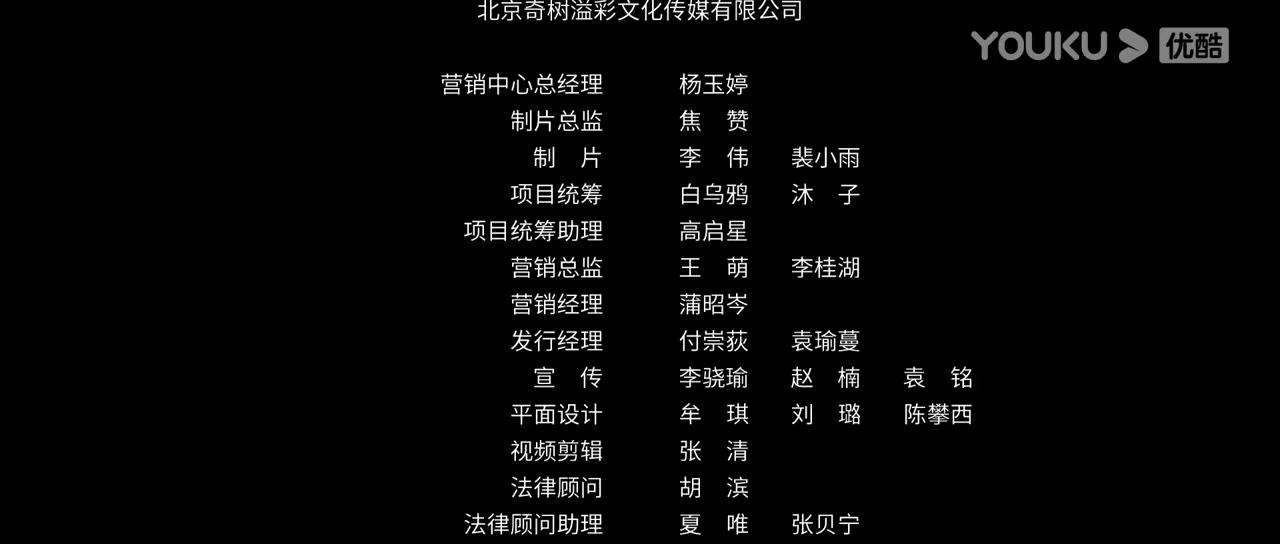 北京奇树溢彩文化传媒有限公司
YOUKU 优酷
营销中心总经理 杨玉婷
制片总监 焦 赞
制 片 李 伟 裴小雨
项目统筹 白乌鸦 沐 子
项目统筹助理 高启星
营销总监 王 萌 李桂湖
营销经理 蒲昭岑
发行经理 付崇荻 袁瑜蔓
宣 传 李骁瑜 赵 楠 袁 铭
平面设计 牟 琪 刘 璐 陈攀西
视频剪辑 张 清
法律顾问 胡 滨
法律顾问助理 夏 唯 张贝宁